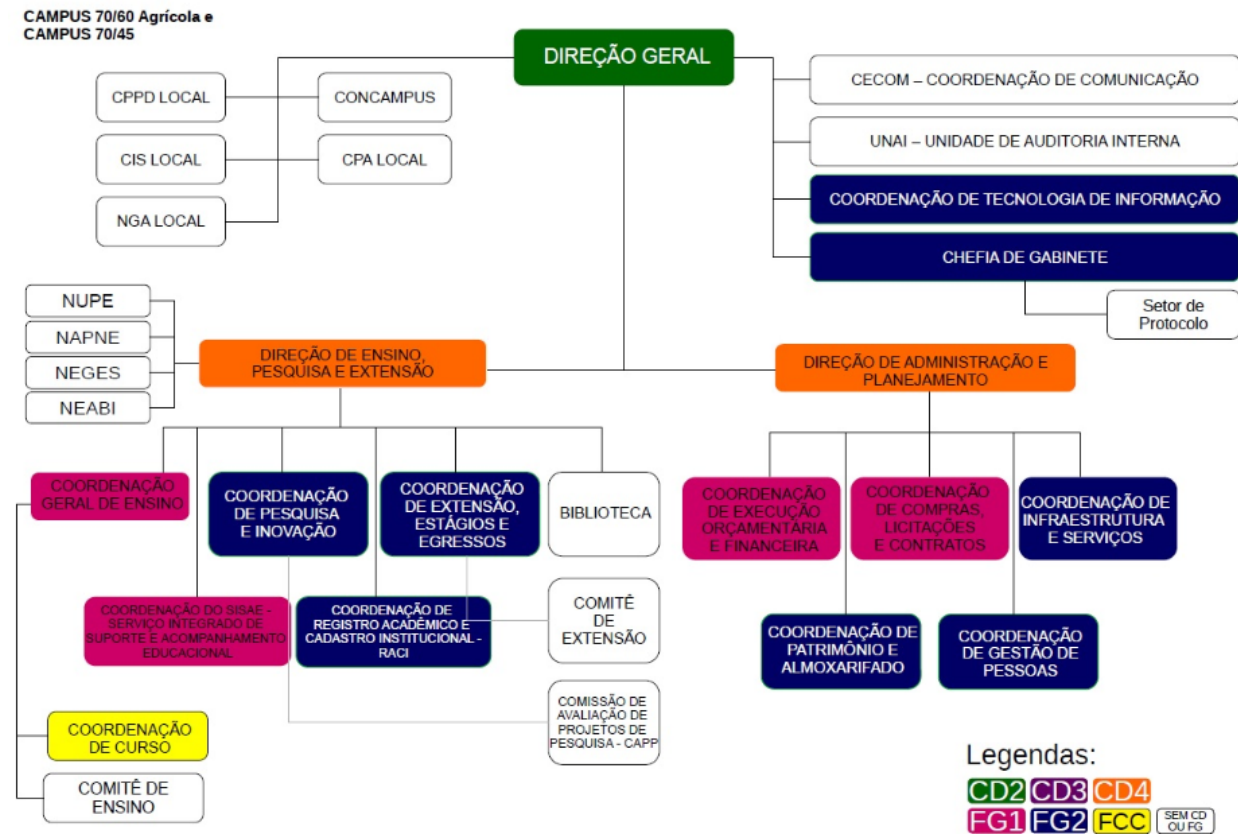 CAMPUS 70/60 Agrícola e
CAMPUS 70/45
DIREÇÃO GERAL
CPPD LOCAL
CONCAMPUS
CIS LOCAL
CPA LOCAL
NGA LOCAL
CECOM – COORDENAÇÃO DE COMUNICAÇÃO
UNAI – UNIDADE DE AUDITORIA INTERNA
COORDENAÇÃO DE TECNOLOGIA DE INFORMAÇÃO
CHEFIA DE GABINETE
Setor de
Protocolo
NUPE
NAPNE
NEGES
NEABI
DIREÇÃO DE ENSINO,
PESQUISA E EXTENSÃO
DIREÇÃO DE ADMINISTRAÇÃO E
PLANEJAMENTO
COORDENAÇÃO
GERAL DE ENSINO
COORDENAÇÃO
DE PESQUISA
E INOVAÇÃO
COORDENAÇÃO
DE EXTENSÃO,
ESTÁGIOS E
EGRESSOS
BIBLIOTECA
COORDENAÇÃO
DE EXECUÇÃO
ORÇAMENTÁRIA
E FINANCEIRA
COORDENAÇÃO
DE COMPRAS,
LICITAÇÕES
E CONTRATOS
COORDENAÇÃO DE
INFRAESTRUTURA
E SERVIÇOS
COORDENAÇÃO DO SISAE -
SERVIÇO INTEGRADO DE
SUPORTE E ACOMPANHAMENTO
EDUCACIONAL
COORDENAÇÃO DE
REGISTRO ACADÊMICO E
CADASTRO INSTITUCIONAL -
RACI
COMITÊ
DE
EXTENSÃO
COORDENAÇÃO DE
PATRIMÔNIO E
ALMOXARIFADO
COORDENAÇÃO
DE GESTÃO DE
PESSOAS
COMISSÃO DE
AVALIAÇÃO DE
PROJETOS DE
PESQUISA - CAPP
COORDENAÇÃO
DE CURSO
COMITÊ DE
ENSINO
Legendas:
CD2 CD3 CD4
FG1 FG2 FCC SEM CD
OU FG